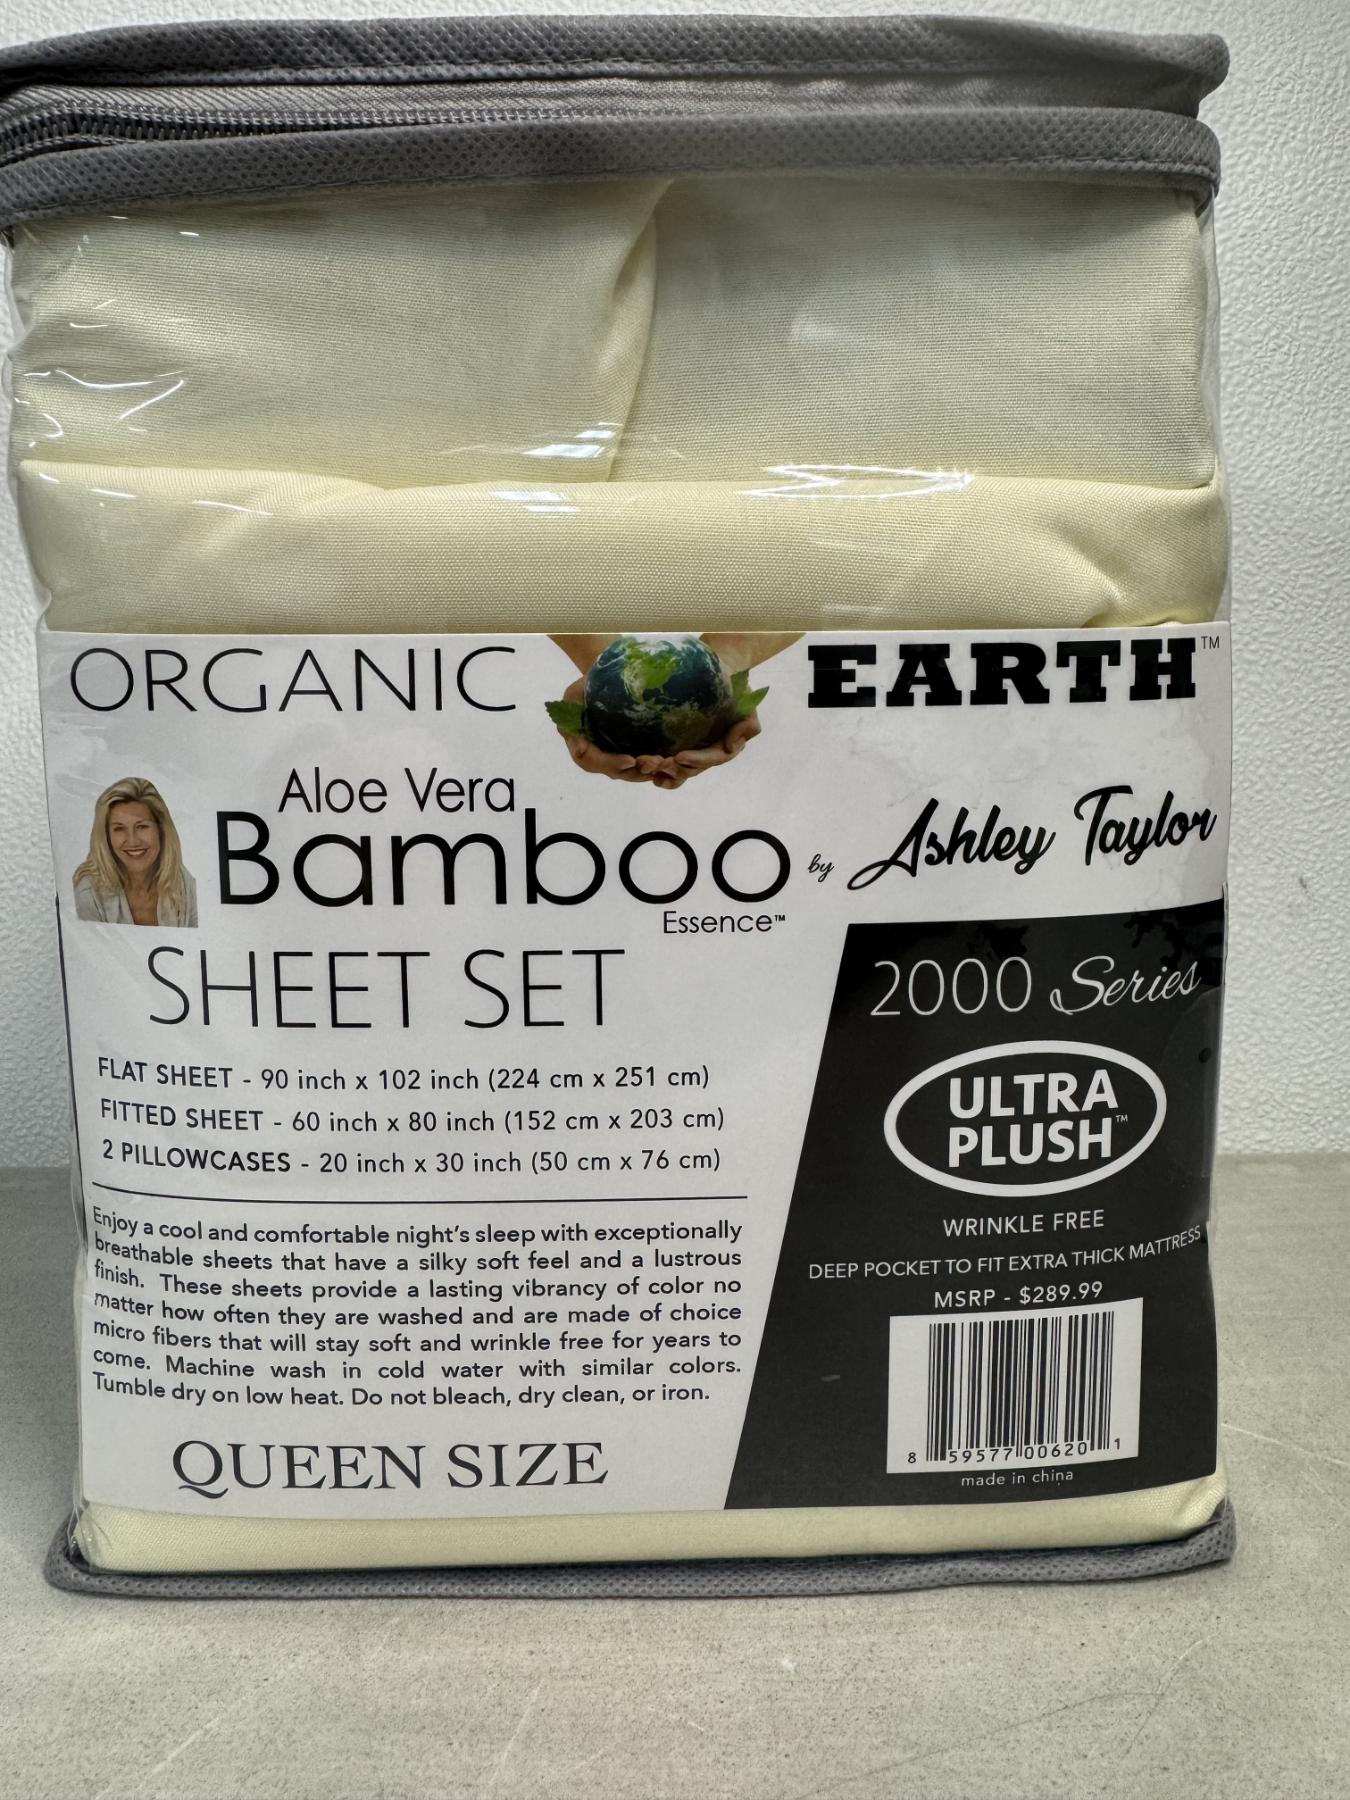 ORGANIC EARTH™
Aloe Vera
Bamboo by Ashley Taylor
Essence™
SHEET SET
FLAT SHEET - 90 inch x 102 inch (224 cm x 251 cm)
FITTED SHEET - 60 inch x 80 inch (152 cm x 203 cm)
2 PILLOWCASES - 20 inch x 30 inch (50 cm x 76 cm)
Enjoy a cool and comfortable night's sleep with exceptionally
breathable sheets that have a silky soft feel and a lustrous
finish. These sheets provide a lasting vibrancy of color no
matter how often they are washed and are made of choice
micro fibers that will stay soft and wrinkle free for years to
come. Machine wash in cold water with similar colors.
Tumble dry on low heat. Do not bleach, dry clean, or iron.
QUEEN SIZE
2000 Series
ULTRA
PLUSH™
WRINKLE FREE
DEEP POCKET TO FIT EXTRA THICK MATTRESS
MSRP - $289.99
8 59577 00620 1
made in china